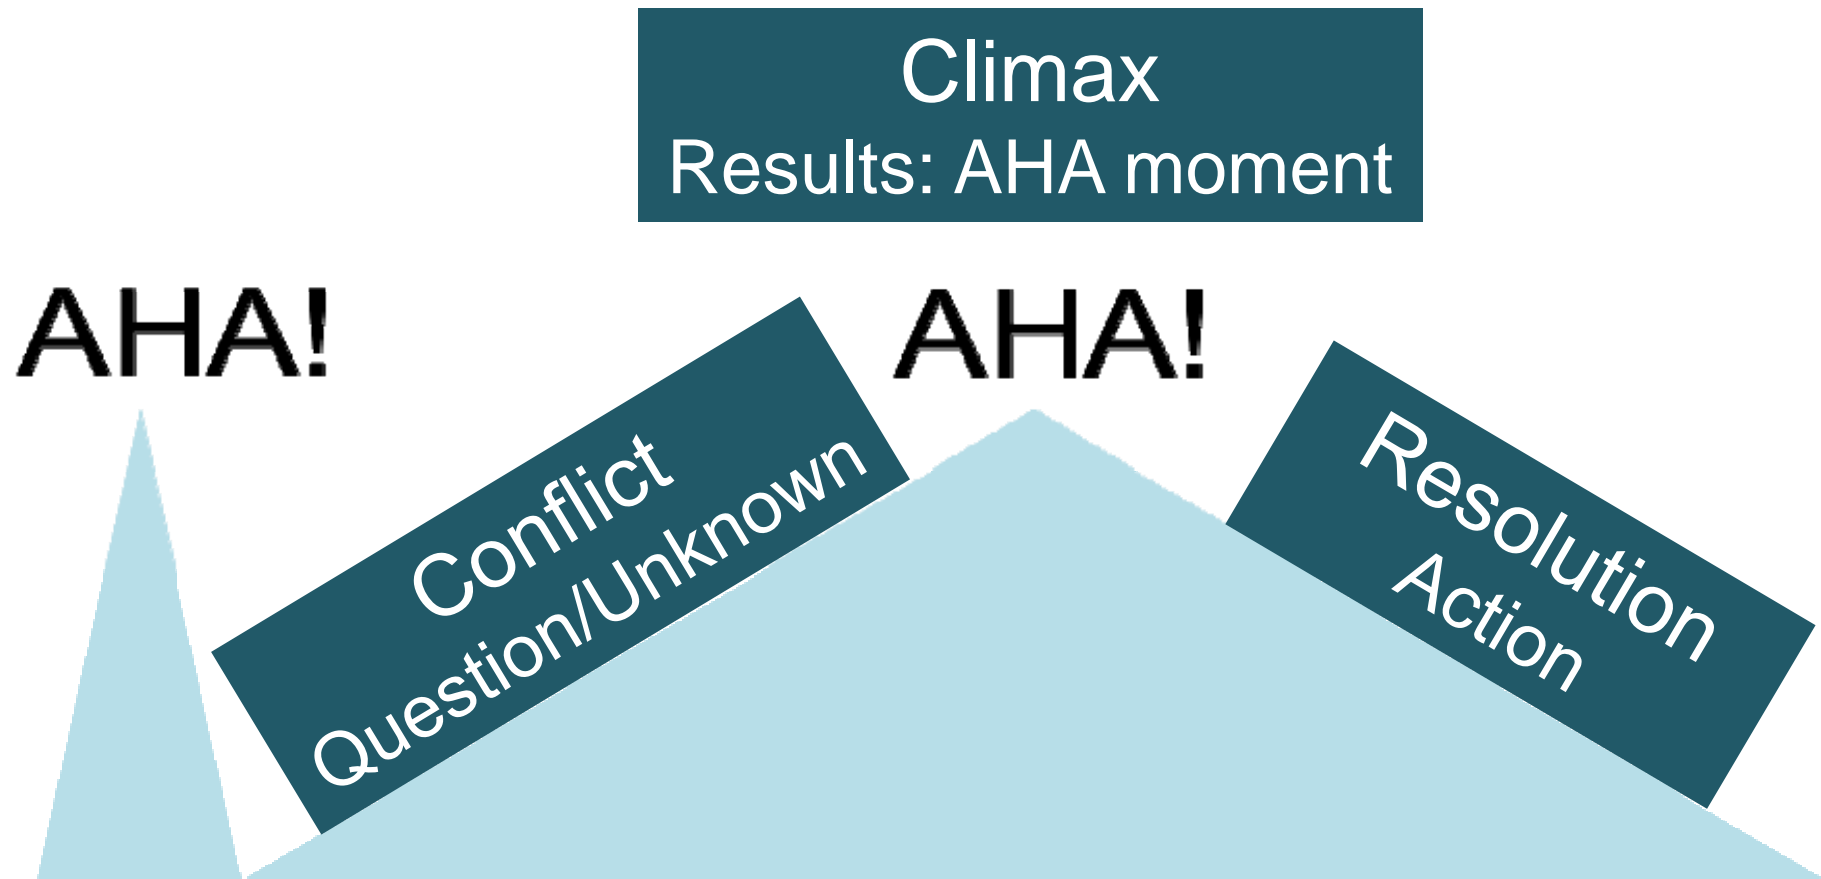 Climax
Results: AHA moment
AHA!
AHA!
Conflict
Question/Unknown
Resolution
Action